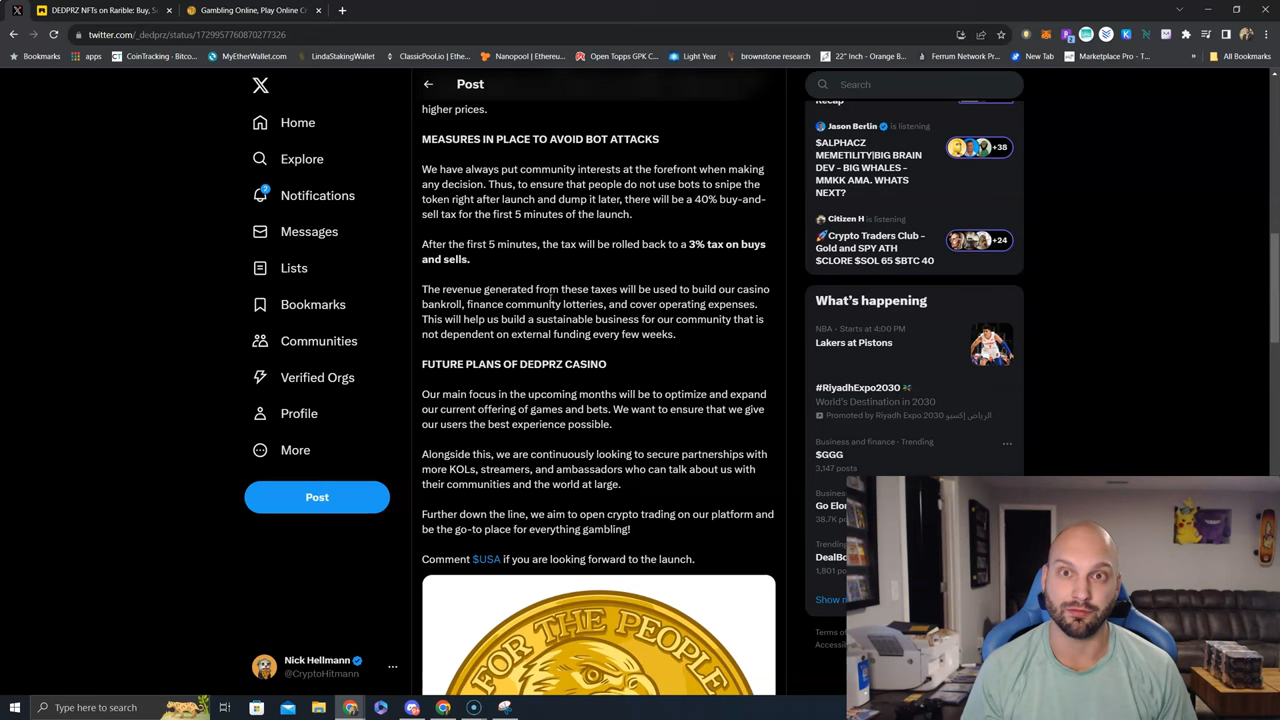 DEDPRZ NFTs on Rarible: Buy, S
Gambling Online, Play Online C
twitter.com/_dedprz/status/1729957760870277326
Bookmarks
apps
CoinTracking - Bitco...
MyEtherWallet.com
LindaStakingWallet
ClassicPool.io | Ethe...
Nanopool | Ethereu...
Open Topps GPK C...
Light Year
brownstone research
22" Inch - Orange B...
Ferrum Network Pr...
New Tab
Marketplace Pro - T...
All Bookmarks
Home
Explore
2
Notifications
Messages
Lists
Bookmarks
Communities
Verified Orgs
Profile
More
Post
Nick Hellmann
@CryptoHitmann
Post
higher prices.
MEASURES IN PLACE TO AVOID BOT ATTACKS
We have always put community interests at the forefront when making
any decision. Thus, to ensure that people do not use bots to snipe the
token right after launch and dump it later, there will be a 40% buy-and-
sell tax for the first 5 minutes of the launch.
After the first 5 minutes, the tax will be rolled back to a 3% tax on buys
and sells.
The revenue generated from these taxes will be used to build our casino
bankroll, finance community lotteries, and cover operating expenses.
This will help us build a sustainable business for our community that is
not dependent on external funding every few weeks.
FUTURE PLANS OF DEDPRZ CASINO
Our main focus in the upcoming months will be to optimize and expand
our current offering of games and bets. We want to ensure that we give
our users the best experience possible.
Alongside this, we are continuously looking to secure partnerships with
more KOLs, streamers, and ambassadors who can talk about us with
their communities and the world at large.
Further down the line, we aim to open crypto trading on our platform and
be the go-to place for everything gambling!
Comment $USA if you are looking forward to the launch.
FOR THE PEOPLE
Search
Recap
Jason Berlin is listening
$ALPHACZ
MEMETILITY|BIG BRAIN
DEV - BIG WHALES -
MMKK AMA. WHATS
NEXT?
+38
Citizen H is listening
🚀Crypto Traders Club -
Gold and SPY ATH
$CLORE $SOL 65 $BTC 40
+24
What's happening
NBA · Starts at 4:00 PM
Lakers at Pistons
#RiyadhExpo2030
World's Destination in 2030
Promoted by Riyadh Expo 2030 الرياض إكسبو
Business and finance · Trending
$GGG
3,147 posts
Business
Go Elon
38.7K po
Trending
DealBo
1,801 po
Show m
Terms of
Accessib
Type here to search